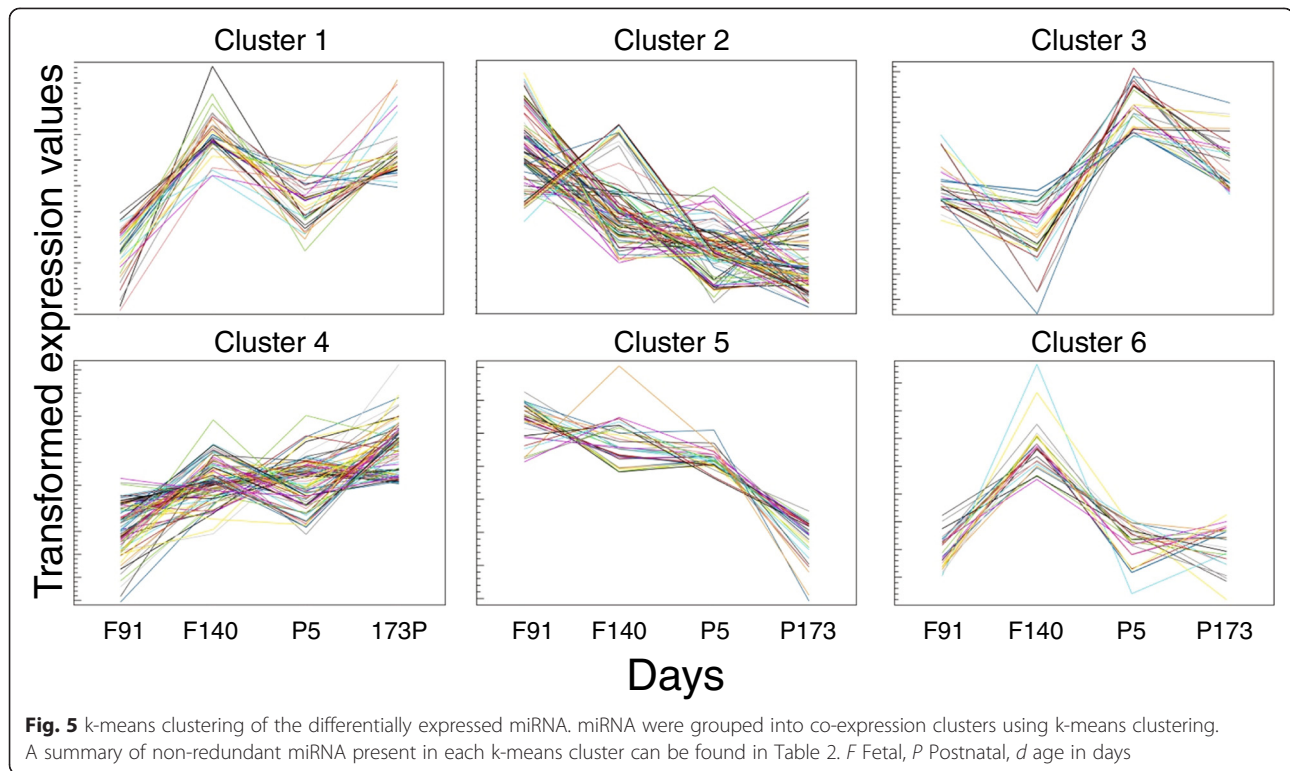 Cluster 1
Cluster 2
Cluster 3
Transformed expression values
Cluster 4
Cluster 5
Cluster 6
F91 F140 P5 173P
F91 F140 P5 P173
F91 F140 P5 P173
Days
Fig. 5 k-means clustering of the differentially expressed miRNA. miRNA were grouped into co-expression clusters using k-means clustering.
A summary of non-redundant miRNA present in each k-means cluster can be found in Table 2. F Fetal, P Postnatal, d age in days